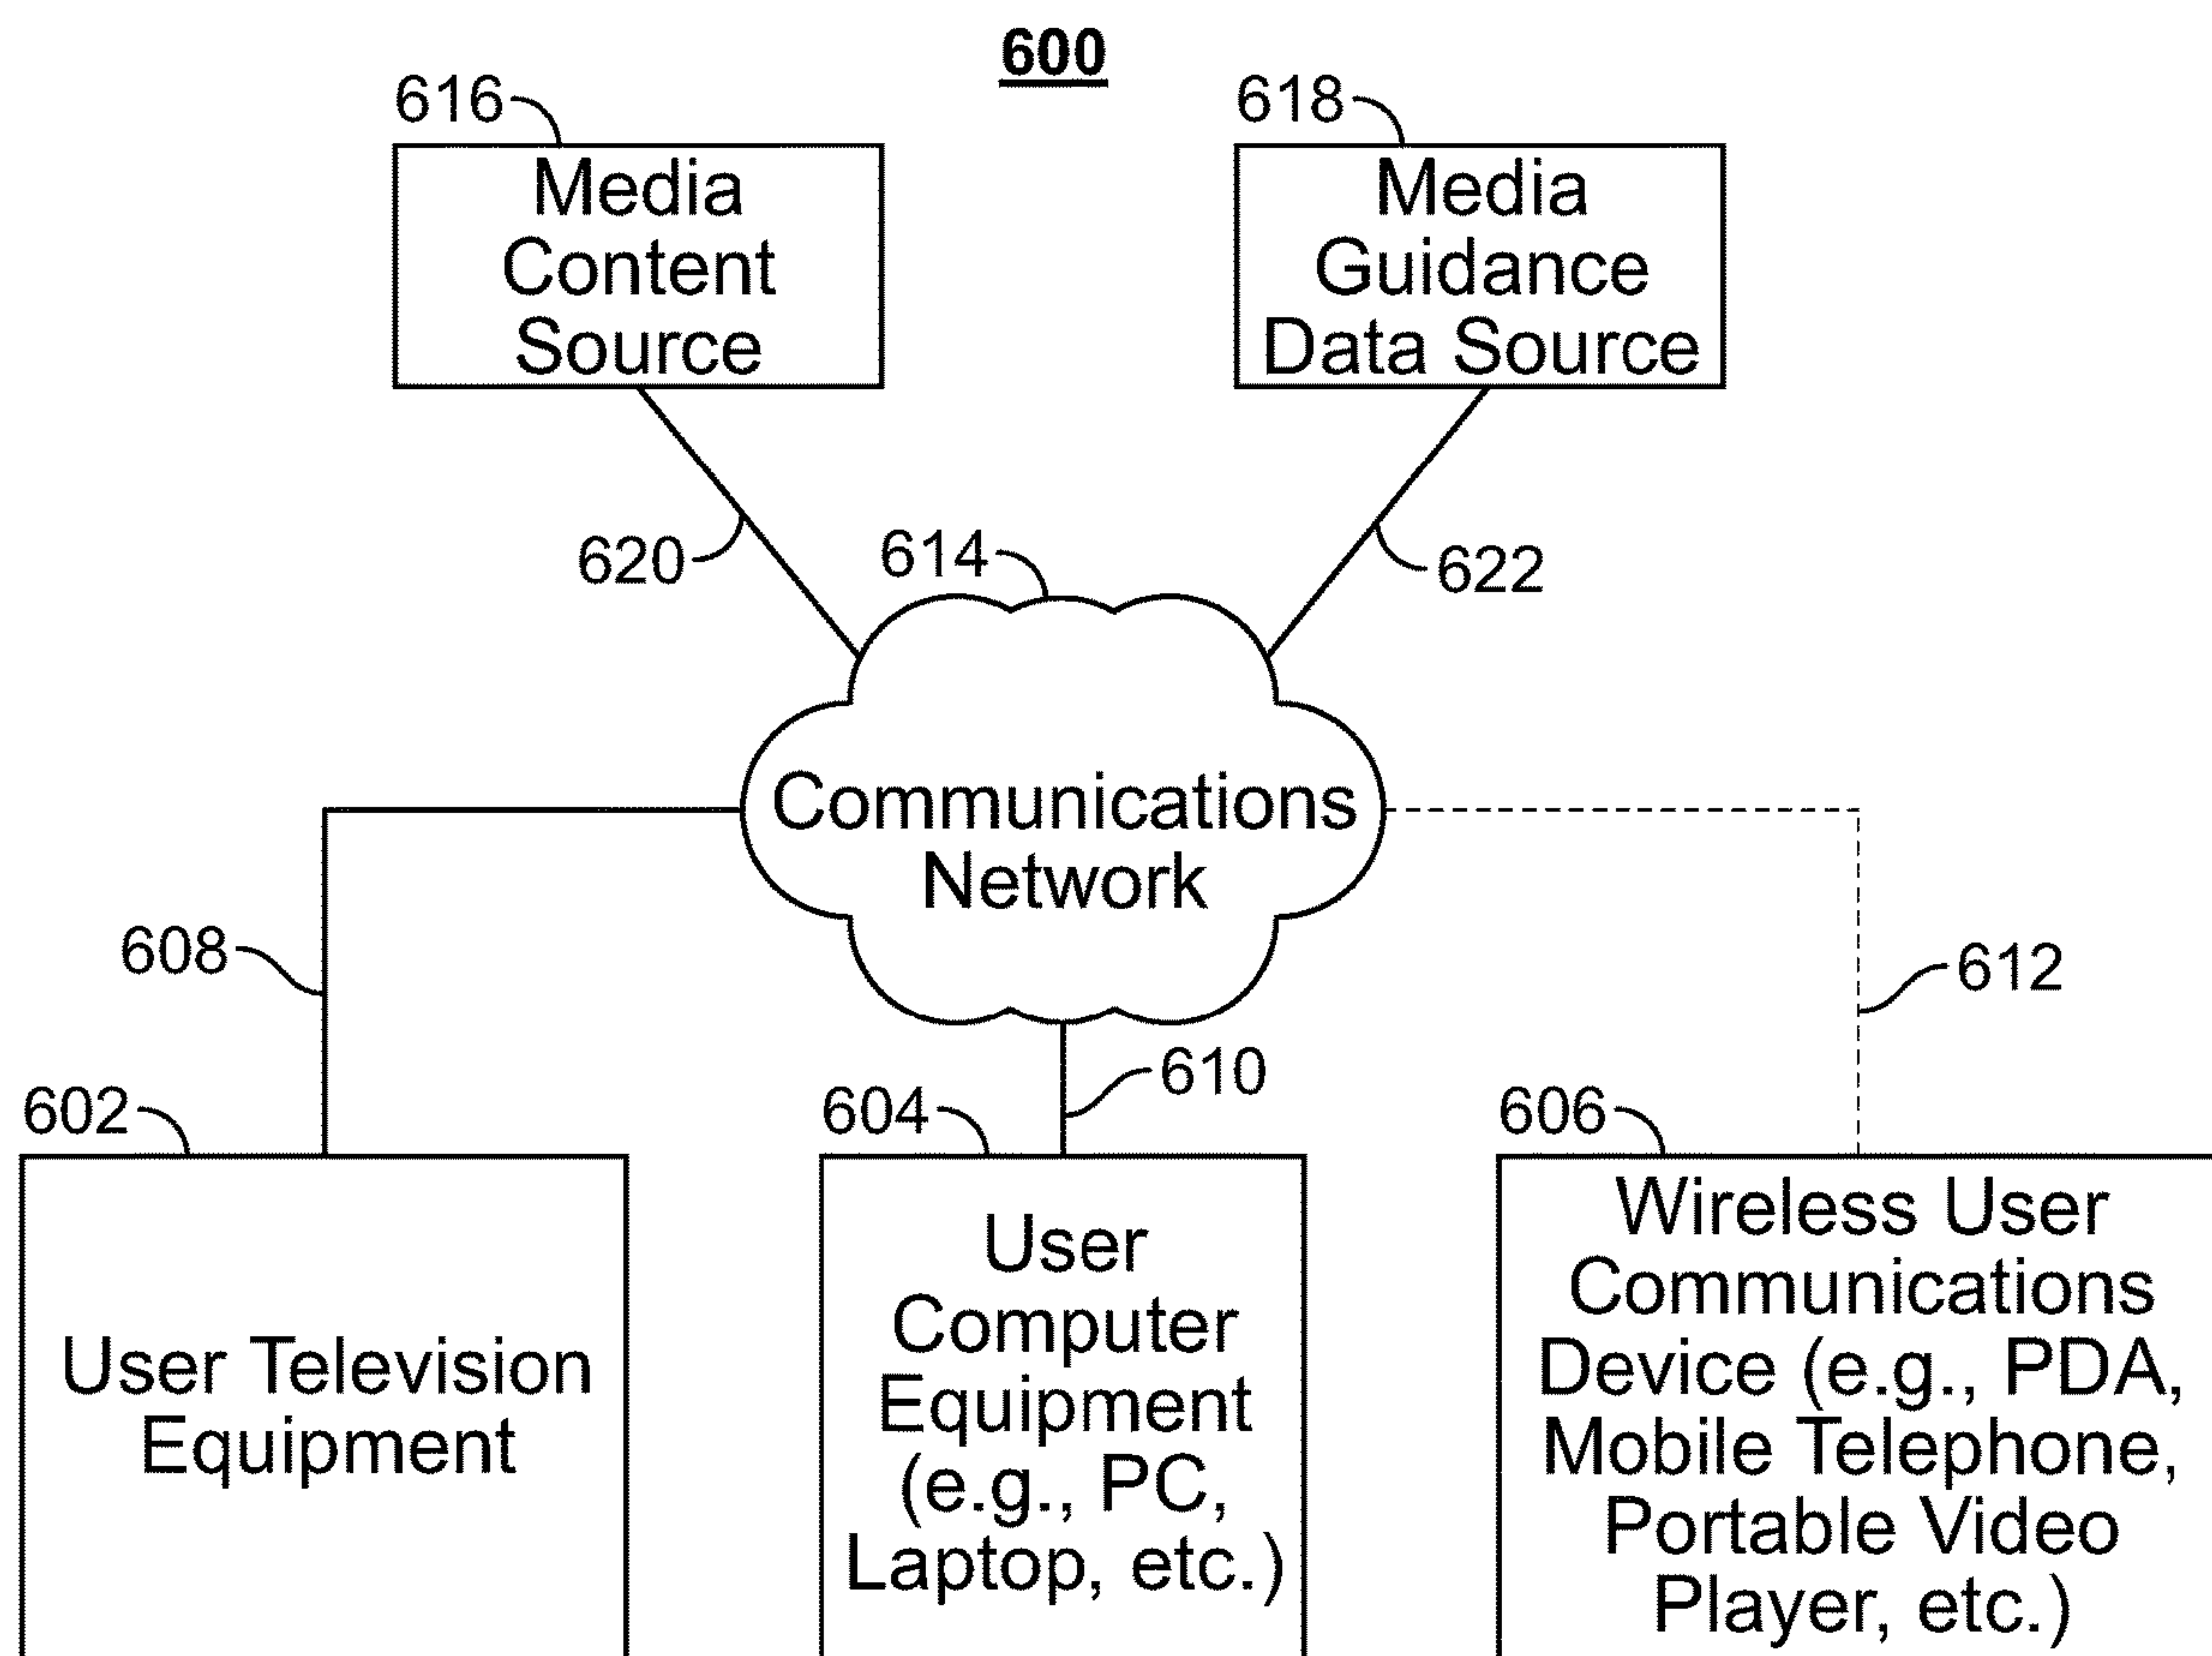 600
616
618
Media
Content
Source
Media
Guidance
Data Source
620
614
622
Communications
Network
608
612
610
602
604
606
User Television
Equipment
User
Computer
Equipment
(e.g., PC,
Laptop, etc.)
Wireless User
Communications
Device (e.g., PDA,
Mobile Telephone,
Portable Video
Player, etc.)